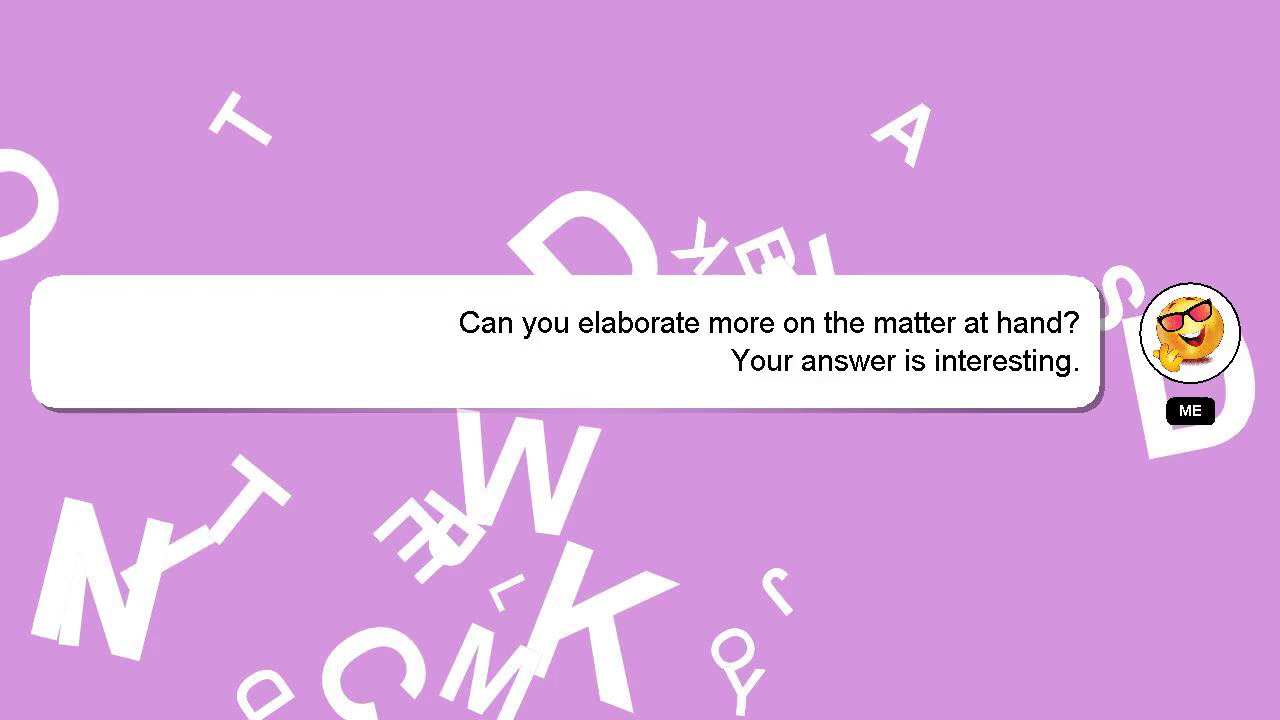 Can you elaborate more on the matter at hand?
Your answer is interesting.
ME
T
A
O
D
K
E
S
D
W
T
N
E
R
L
K
J
M
C
O
Y
D